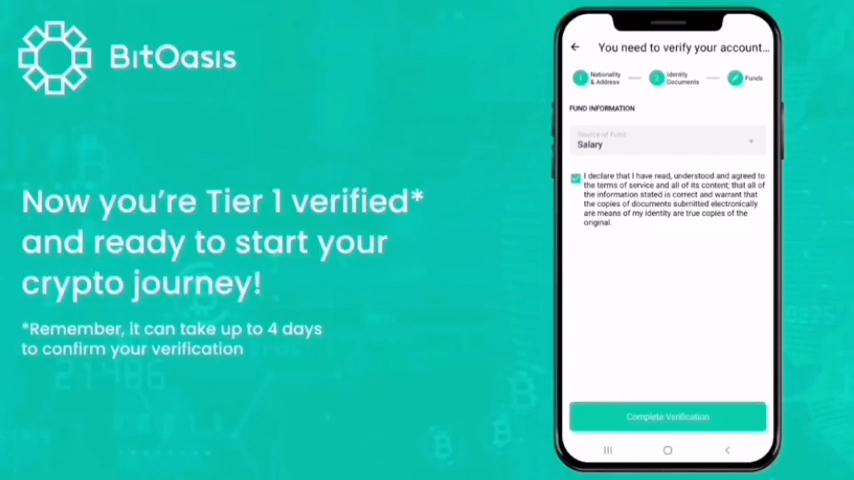 BitOasis
Now you're Tier 1 verified*
and ready to start your
crypto journey!
*Remember, it can take up to 4 days
to confirm your verification
You need to verify your account...
1 Nationality
& Address
2 Identity
Documents
Funds
FUND INFORMATION
Source of Fund
Salary
I declare that I have read, understood and agreed to
the terms of service and all of its content; that all of
the information stated is correct and warrant that
the copies of documents submitted electronically
are means of my identity are true copies of the
original.
Complete Verification
21486